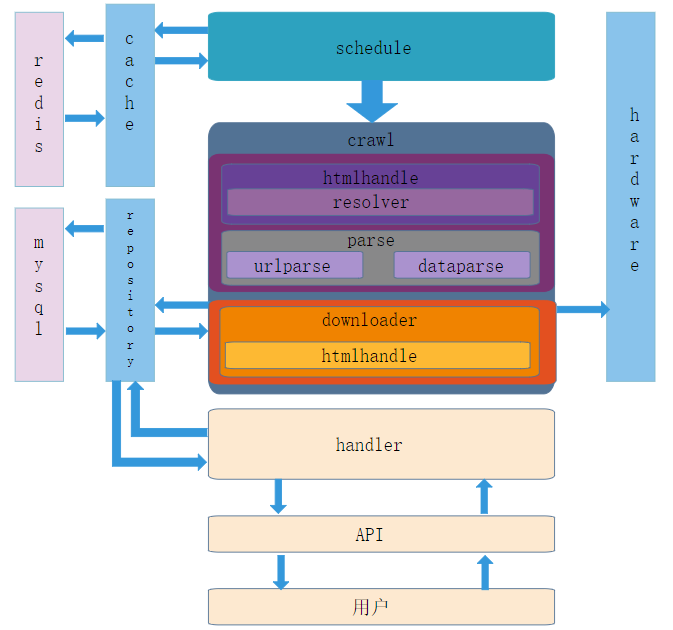 redis
cache
schedule
hardware
crawl
htmlhandle
resolver
parse
urlparse
dataparse
mysql
repository
downloader
htmlhandle
handler
API
用户